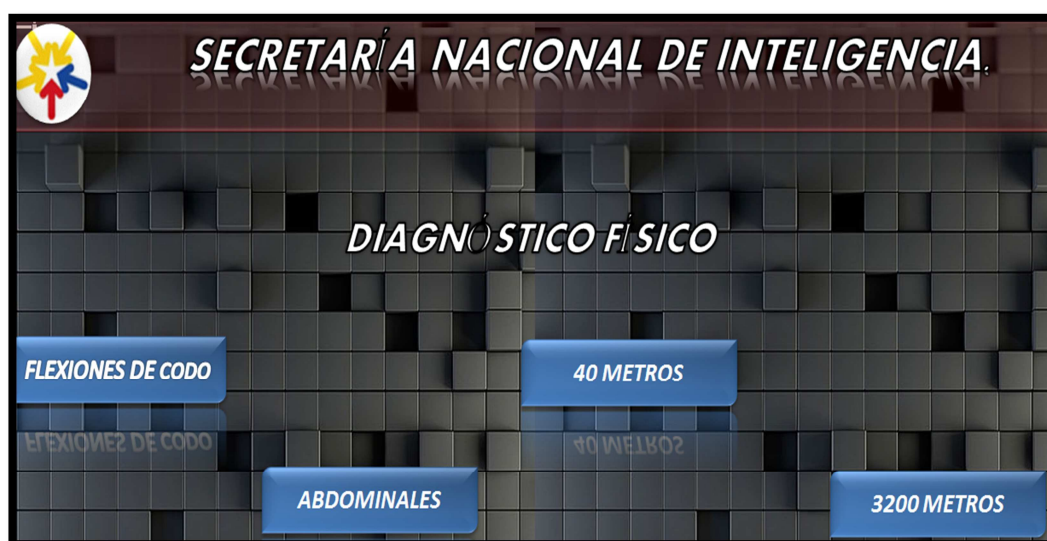 SECRETARÍA NACIONAL DE INTELIGENCIA.
DIAGNÓSTICO FÍSICO
FLEXIONES DE CODO
40 METROS
ABDOMINALES
3200 METROS